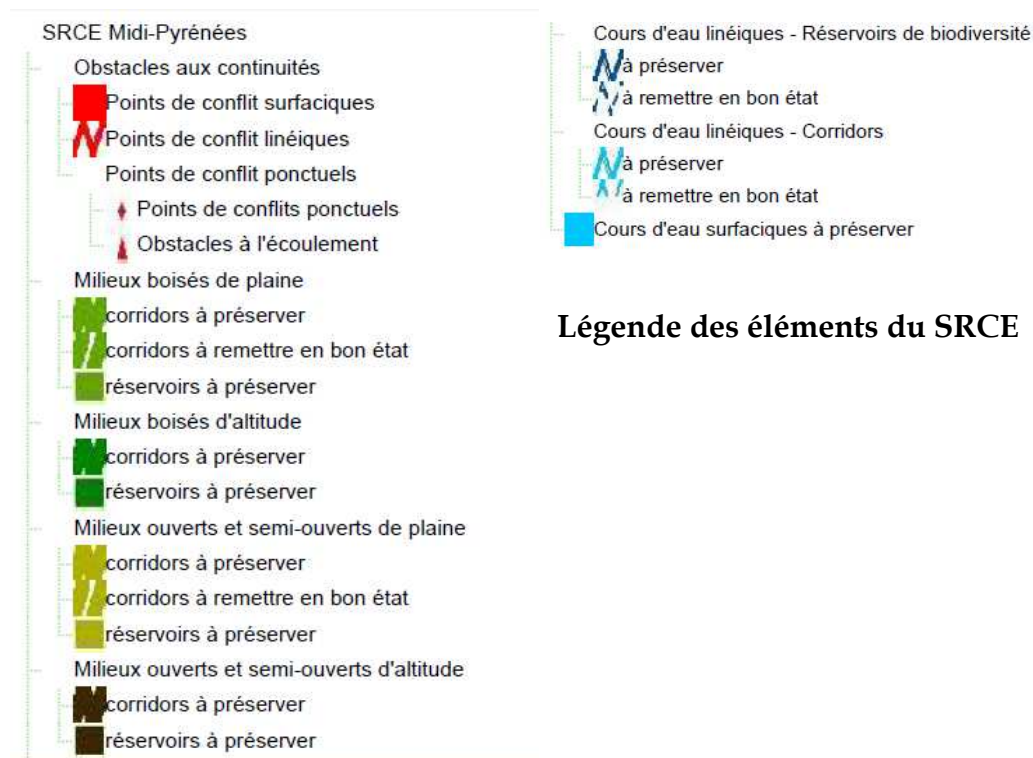 SRCE Midi-Pyrénées
Obstacles aux continuités
Points de conflit surfaciques
Points de conflit linéiques
Points de conflit ponctuels
Points de conflits ponctuels
Obstacles à l'écoulement
Milieux boisés de plaine
corridors à préserver
corridors à remettre en bon état
réservoirs à préserver
Milieux boisés d'altitude
corridors à préserver
réservoirs à préserver
Milieux ouverts et semi-ouverts de plaine
corridors à préserver
corridors à remettre en bon état
réservoirs à préserver
Milieux ouverts et semi-ouverts d'altitude
corridors à préserver
réservoirs à préserver
Cours d'eau linéiques - Réservoirs de biodiversité
à préserver
à remettre en bon état
Cours d'eau linéiques - Corridors
à préserver
à remettre en bon état
Cours d'eau surfaciques à préserver
Légende des éléments du SRCE